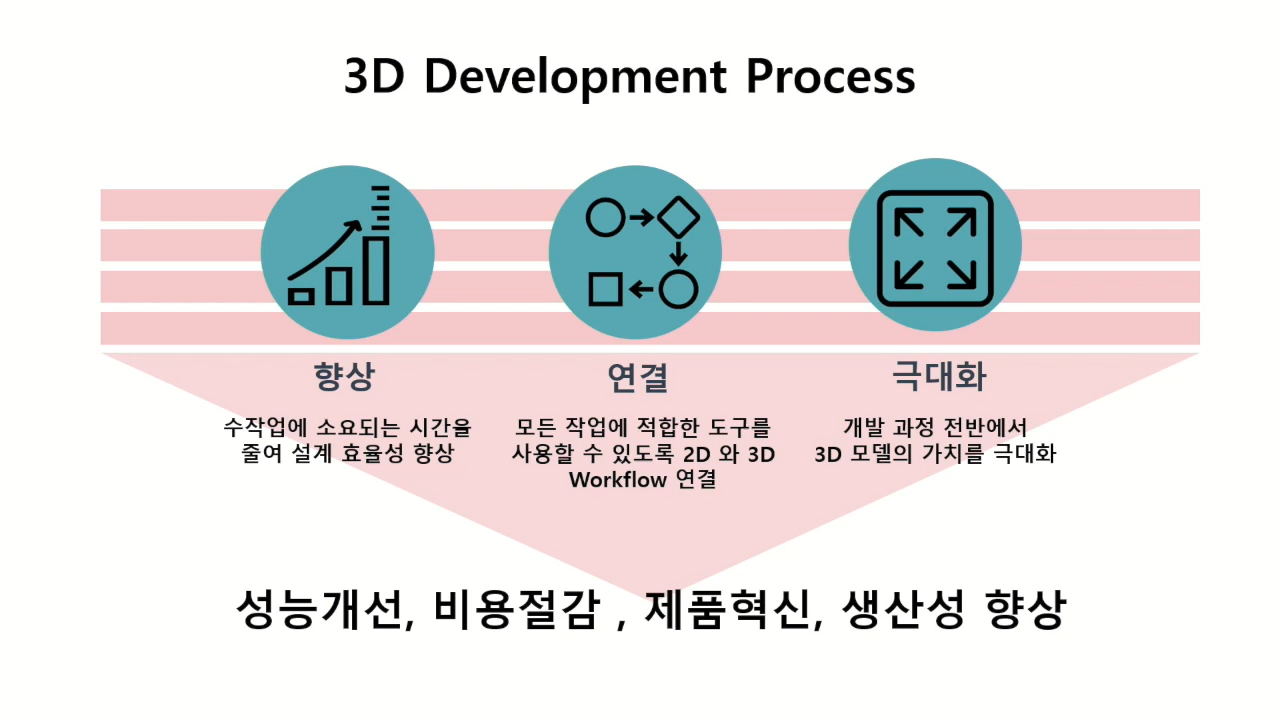 3D Development Process
향상
수작업에 소요되는 시간을
줄여 설계 효율성 향상
연결
모든 작업에 적합한 도구를
사용할 수 있도록 2D 와 3D
Workflow 연결
극대화
개발 과정 전반에서
3D 모델의 가치를 극대화
성능개선, 비용절감 , 제품혁신, 생산성 향상